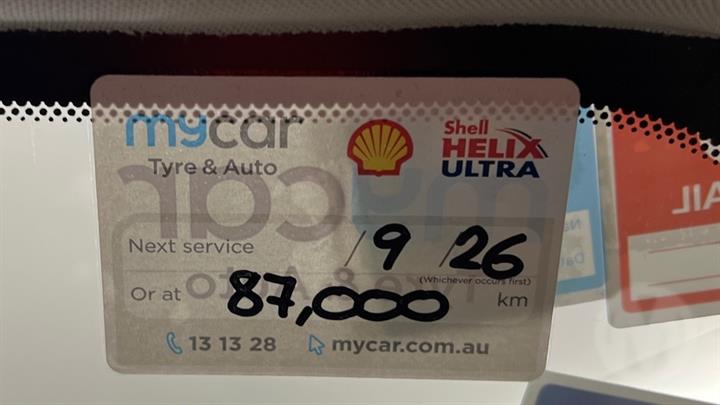 mycar
Tyre & Auto
Shell
HELIX
ULTRA
Next service /9 /26
(Whichever occurs first)
Or at 87,000 km
13 13 28 mycar.com.au